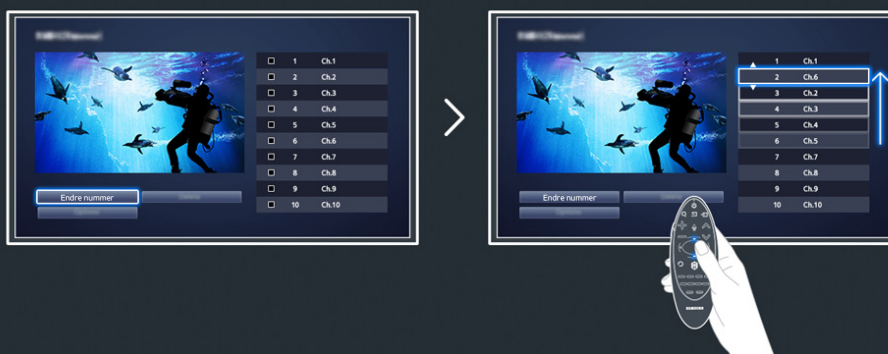 1 Ch.1
2 Ch.2
3 Ch.3
4 Ch.4
5 Ch.5
6 Ch.6
7 Ch.7
8 Ch.8
9 Ch.9
10 Ch.10
Endre nummer
1 Ch.1
2 Ch.6
3 Ch.2
4 Ch.3
5 Ch.4
6 Ch.5
7 Ch.7
8 Ch.8
9 Ch.9
10 Ch.10
Endre nummer